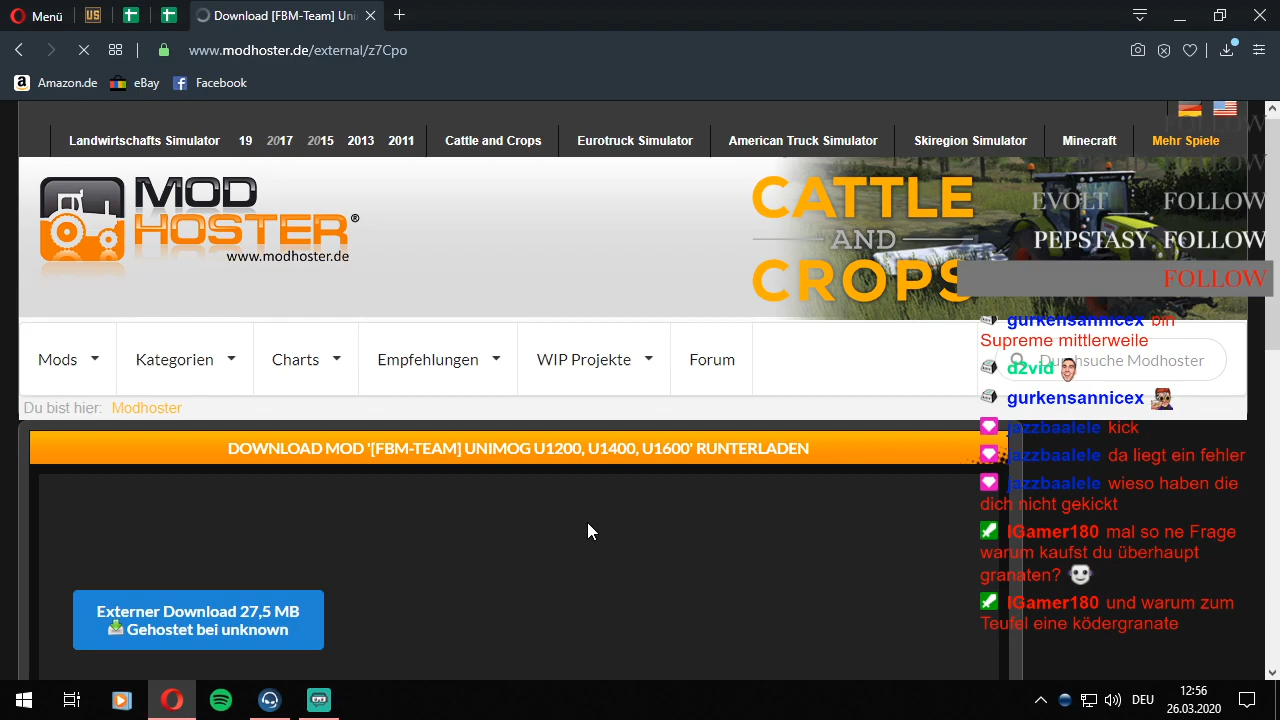 Menü
Download [FBM-Team] Uni
www.modhoster.de/external/z7Cpo
Amazon.de eBay Facebook
Landwirtschafts Simulator 19 2017 2015 2013 2011 Cattle and Crops Eurotruck Simulator American Truck Simulator Skiregion Simulator Minecraft Mehr Spiele
MOD
HOSTER®
www.modhoster.de
CATTLE
AND
CROPS
FOLLOW
FOLLOW
EVOLT_ FOLLOW
PEPSTASY_ FOLLOW
FOLLOW
Mods Kategorien Charts Empfehlungen WIP Projekte Forum
Durchsuche Modhoster
Du bist hier: Modhoster
DOWNLOAD MOD '[FBM-TEAM] UNIMOG U1200, U1400, U1600' RUNTERLADEN
Externer Download 27,5 MB
Gehostet bei unknown
gurkensannicex bin
Supreme mittlerweile
d2vid
gurkensannicex
jazzbaalele kick
jazzbaalele da liegt ein fehler
jazzbaalele wieso haben die
dich nicht gekickt
IGamer180 mal so ne Frage
warum kaufst du überhaupt
granaten?
IGamer180 und warum zum
Teufel eine ködergranate
DEU
12:56
26.03.2020